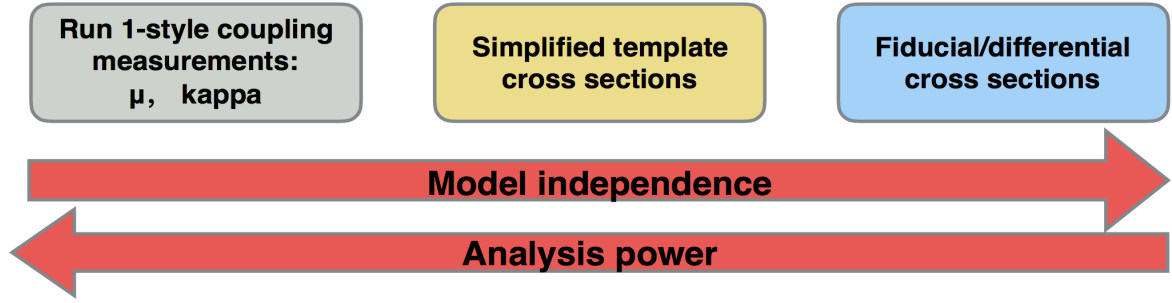 Run 1-style coupling
measurements:
μ, kappa
Simplified template
cross sections
Fiducial/differential
cross sections
Model independence
Analysis power